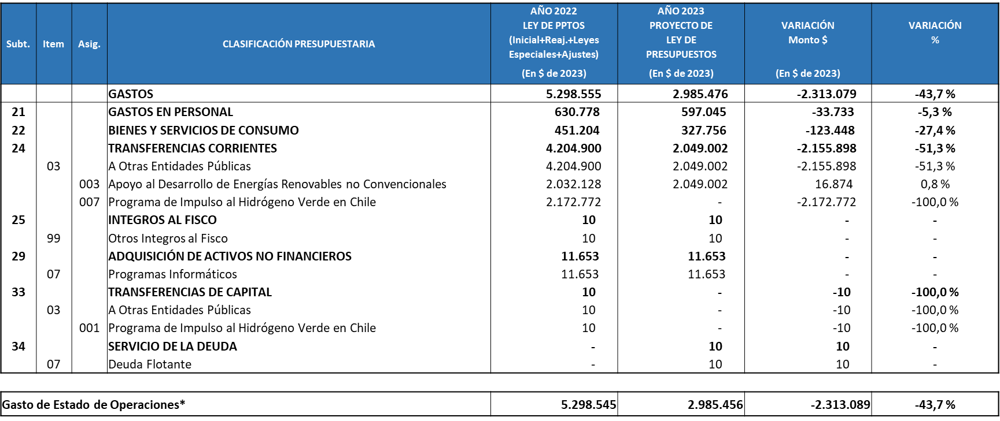 Subt. Item Asig. CLASIFICACIÓN PRESUPUESTARIA AÑO 2022 LEY DE PPTOS (Inicial+Reaj.+Leyes Especiales+Ajustes) (En $ de 2023) AÑO 2023 PROYECTO DE LEY DE PRESUPUESTOS (En $ de 2023) VARIACIÓN Monto $ (En $ de 2023) VARIACIÓN %
GASTOS 5.298.555 2.985.476 -2.313.079 -43,7 %
21 GASTOS EN PERSONAL 630.778 597.045 -33.733 -5,3 %
22 BIENES Y SERVICIOS DE CONSUMO 451.204 327.756 -123.448 -27,4 %
24 TRANSFERENCIAS CORRIENTES 4.204.900 2.049.002 -2.155.898 -51,3 %
03 A Otras Entidades Públicas 4.204.900 2.049.002 -2.155.898 -51,3 %
003 Apoyo al Desarrollo de Energías Renovables no Convencionales 2.032.128 2.049.002 16.874 0,8 %
007 Programa de Impulso al Hidrógeno Verde en Chile 2.172.772 - -2.172.772 -100,0 %
25 INTEGROS AL FISCO 10 10 - -
99 Otros Integros al Fisco 10 10 - -
29 ADQUISICIÓN DE ACTIVOS NO FINANCIEROS 11.653 11.653 - -
07 Programas Informáticos 11.653 11.653 - -
33 TRANSFERENCIAS DE CAPITAL 10 - -10 -100,0 %
03 A Otras Entidades Públicas 10 - -10 -100,0 %
001 Programa de Impulso al Hidrógeno Verde en Chile 10 - -10 -100,0 %
34 SERVICIO DE LA DEUDA - 10 10 -
07 Deuda Flotante - 10 10 -
Gasto de Estado de Operaciones* 5.298.545 2.985.456 -2.313.089 -43,7 %